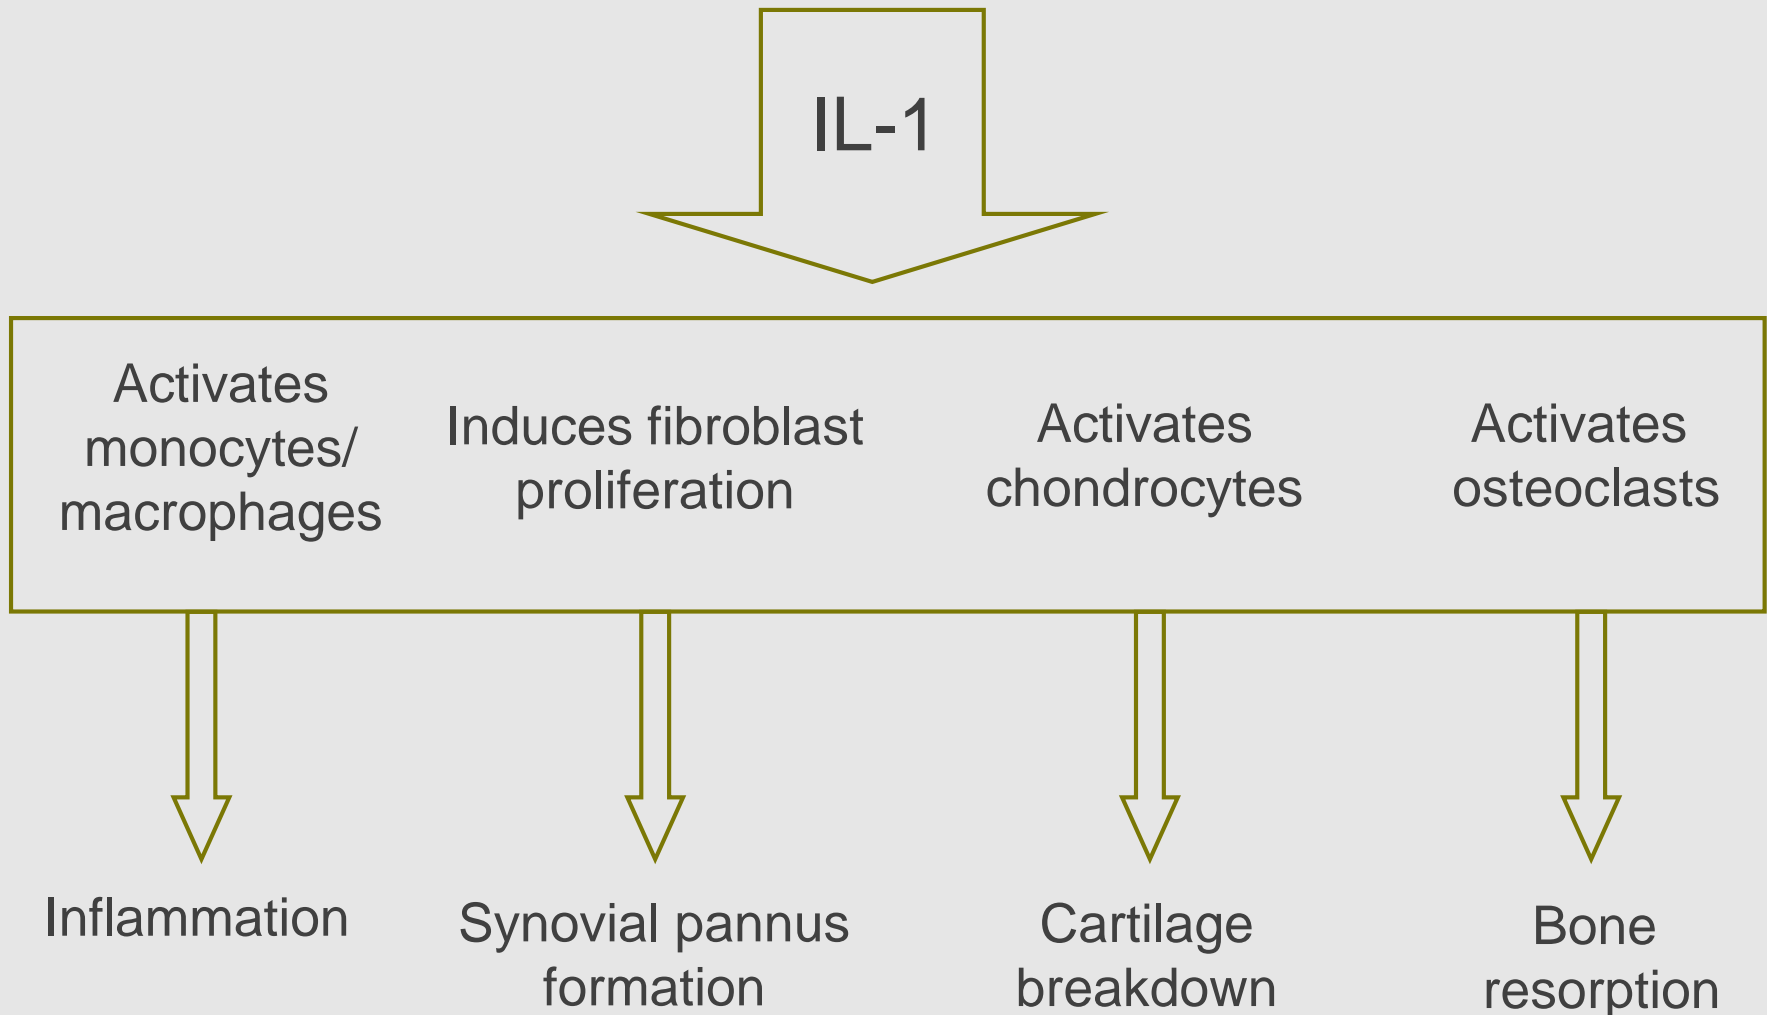 IL-1
Activates
monocytes/
macrophages
Induces fibroblast
proliferation
Activates
chondrocytes
Activates
osteoclasts
Inflammation
Synovial pannus
formation
Cartilage
breakdown
Bone
resorption